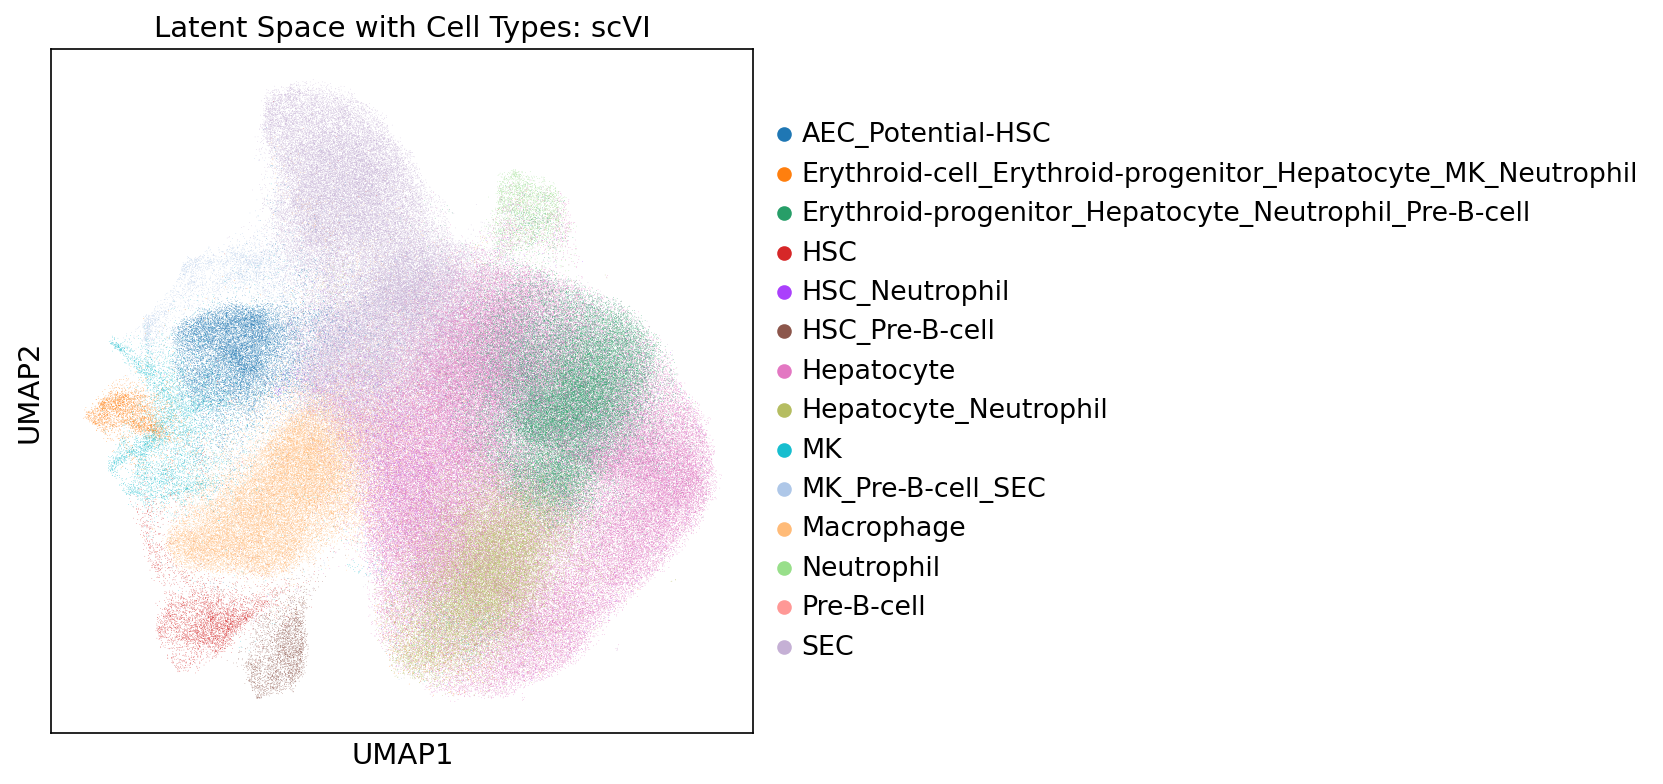 Latent Space with Cell Types: scVI
UMAP2
UMAP1
AEC_Potential-HSC
Erythroid-cell_Erythroid-progenitor_Hepatocyte_MK_Neutrophil
Erythroid-progenitor_Hepatocyte_Neutrophil_Pre-B-cell
HSC
HSC_Neutrophil
HSC_Pre-B-cell
Hepatocyte
Hepatocyte_Neutrophil
MK
MK_Pre-B-cell_SEC
Macrophage
Neutrophil
Pre-B-cell
SEC